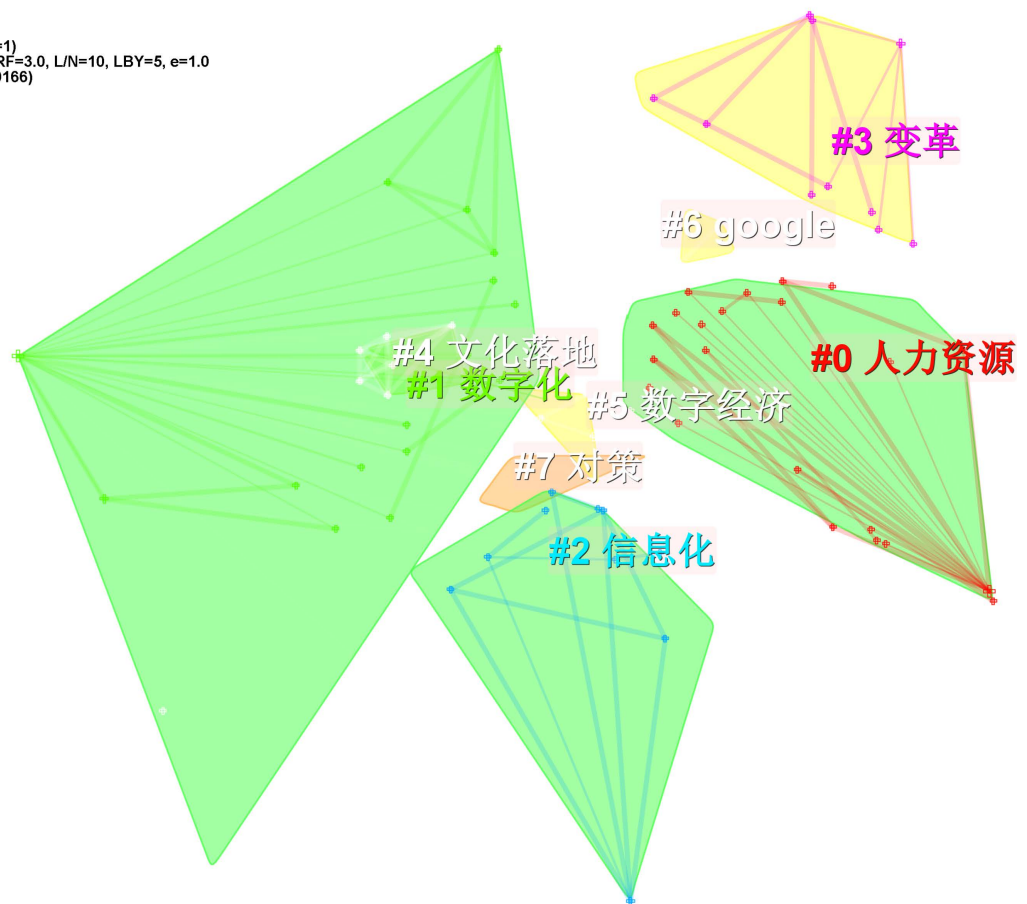 =1)
RF=3.0, L/N=10, LBY=5, e=1.0
0166)
#3 变革
#6 google
#4 文化落地
#0 人力资源
#1 数字化
#5 数字经济
#7 对策
#2 信息化